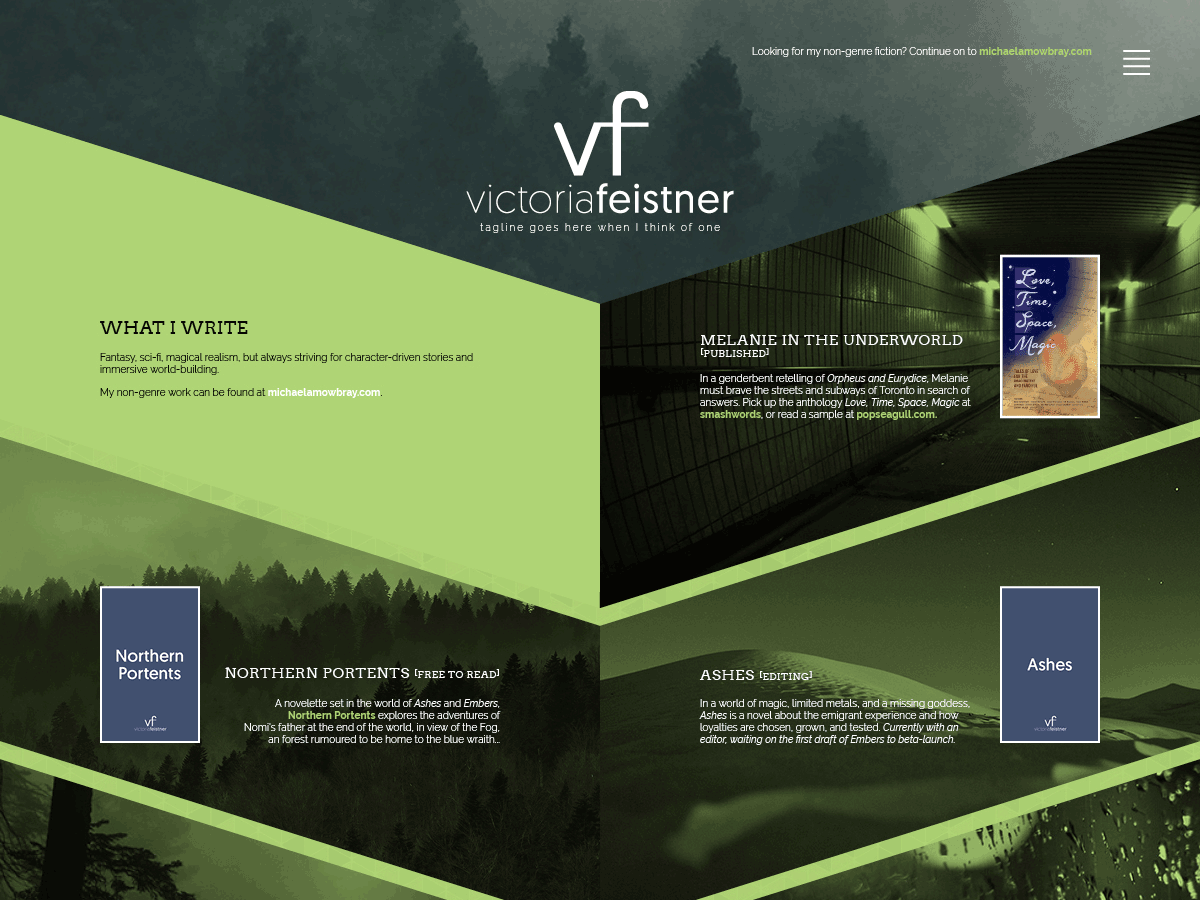 Looking for my non-genre fiction? Continue on to michaelamowbray.com
vf
victoriafeistner
tagline goes here when I think of one
WHAT I WRITE
Fantasy, sci-fi, magical realism, but always striving for character-driven stories and
immersive world-building.
My non-genre work can be found at michaelamowbray.com.
MELANIE IN THE UNDERWORLD
[PUBLISHED]
In a genderbent retelling of Orpheus and Eurydice, Melanie
must brave the streets and subways of Toronto in search of
answers. Pick up the anthology Love, Time, Space, Magic at
smashwords, or read a sample at popseagull.com.
Love,
Time,
Space,
Magic
Northern
Portents
vf
victoriafeistner
NORTHERN PORTENTS [FREE TO READ]
A novelette set in the world of Ashes and Embers,
Northern Portents explores the adventures of
Nomi's father at the end of the world, in view of the Fog,
an forest rumoured to be home to the blue wraith...
ASHES [EDITING]
In a world of magic, limited metals, and a missing goddess,
Ashes is a novel about the emigrant experience and how
loyalties are chosen, grown, and tested. Currently with an
editor, waiting on the first draft of Embers to beta-launch.
Ashes
vf
victoriafeistner